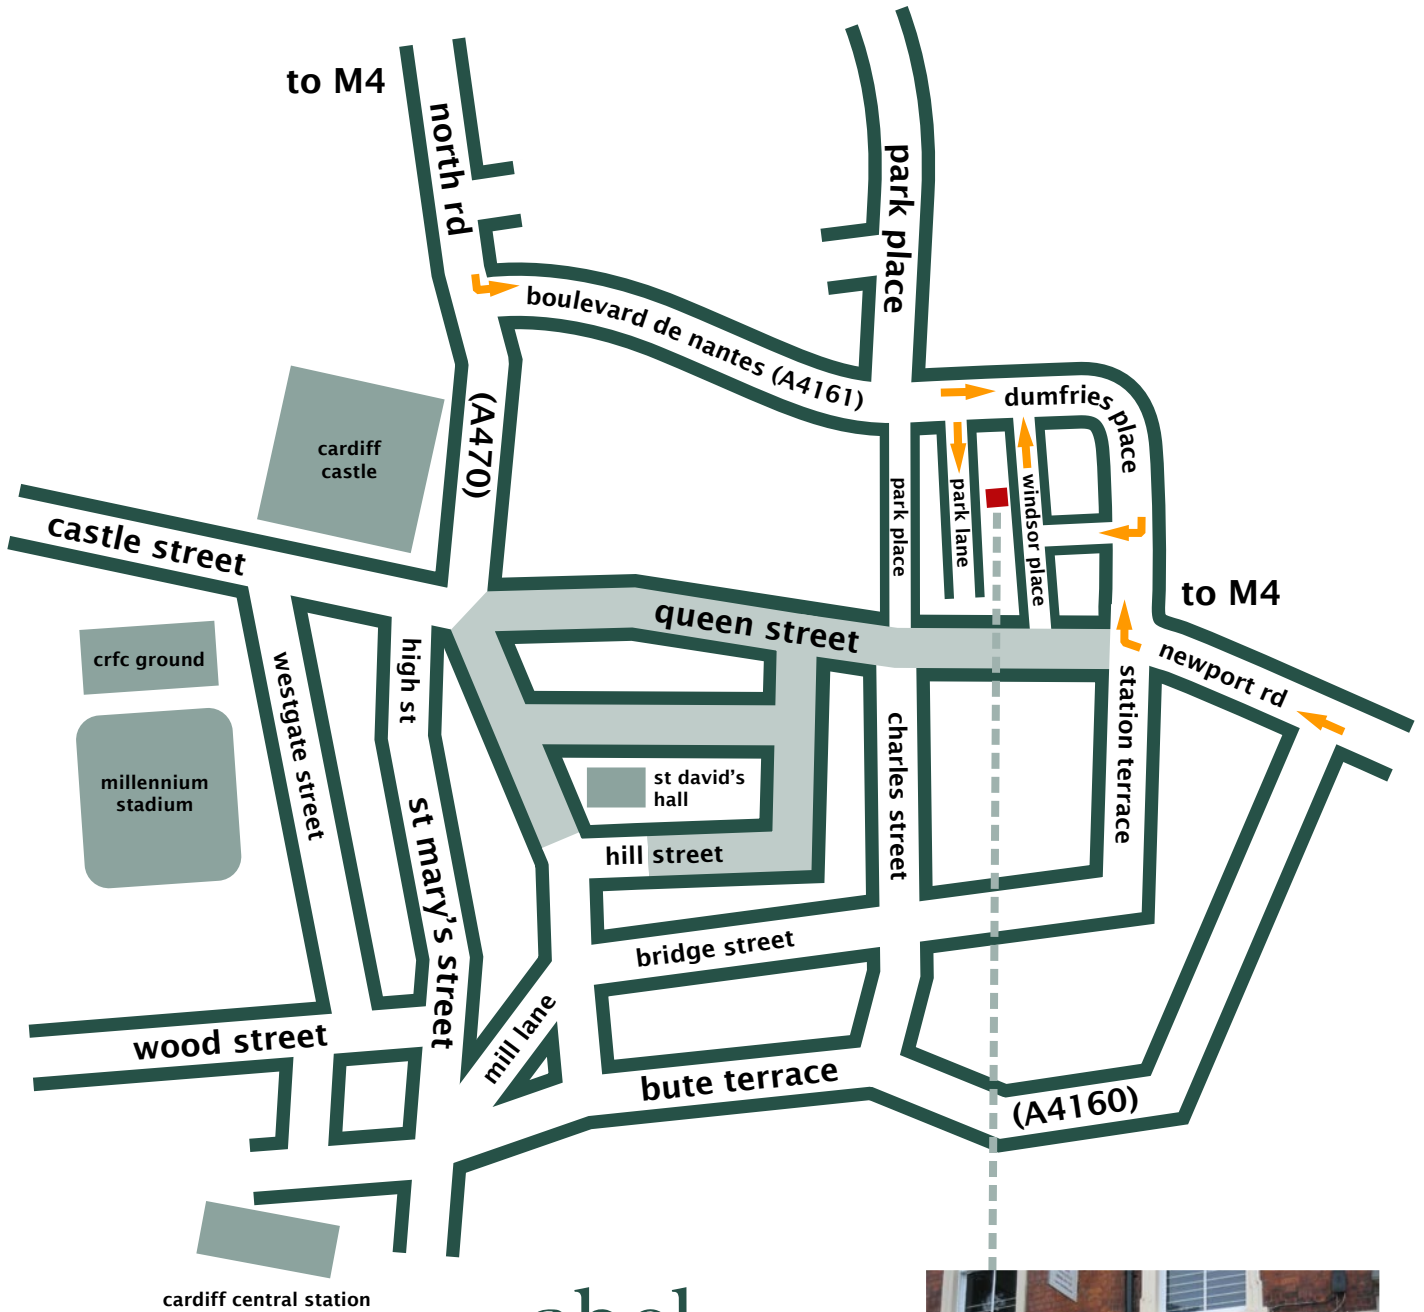 to M4
north rd
park place
boulevard de nantes (A4161)
dumfries place
(A470)
cardiff
castle
castle street
park place
park lane
windsor place
to M4
queen street
newport rd
crfc ground
westgate street
high st
station terrace
charles street
millennium
stadium
st david's
hall
st mary's street
hill street
bridge street
mill lane
wood street
bute terrace
(A4160)
cardiff central station